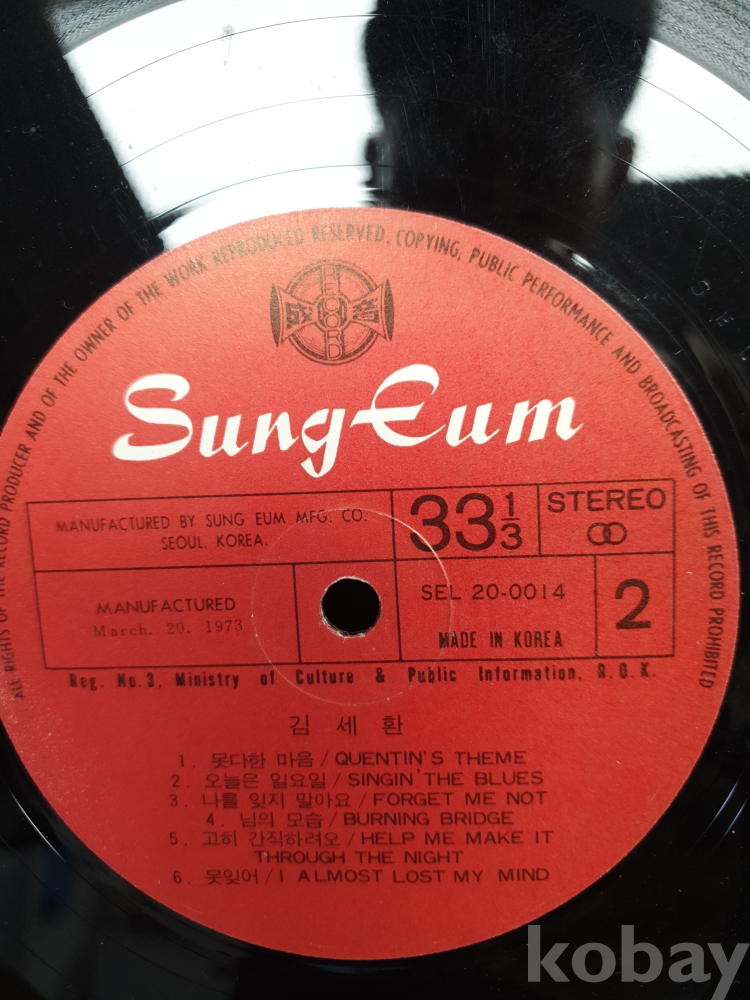 ALL RIGHTS OF THE RECORD PRODUCER AND OF THE OWNER OF THE WORK REPRODUCED RESERVED. COPYING, PUBLIC PERFORMANCE AND BROADCASTING OF THIS RECORD PROHIBITED
RECORD
Sung Eum
MANUFACTURED BY SUNG EUM MFG. CO.
SEOUL. KOREA.
33 1/3
STEREO
MANUFACTURED
March. 20. 1973
SEL 20-0014
MADE IN KOREA
2
Reg. No.3, Ministry of Culture & Public Information, R.O.K.
김세환
1. 못다한 마음/QUENTIN'S THEME
2. 오늘은 일요일/SINGIN' THE BLUES
3. 나를 잊지 말아요/FORGET ME NOT
4. 님의 모습/BURNING BRIDGE
5. 고히 간직하려오/HELP ME MAKE IT
THROUGH THE NIGHT
6. 못잊어/I ALMOST LOST MY MIND
kobay